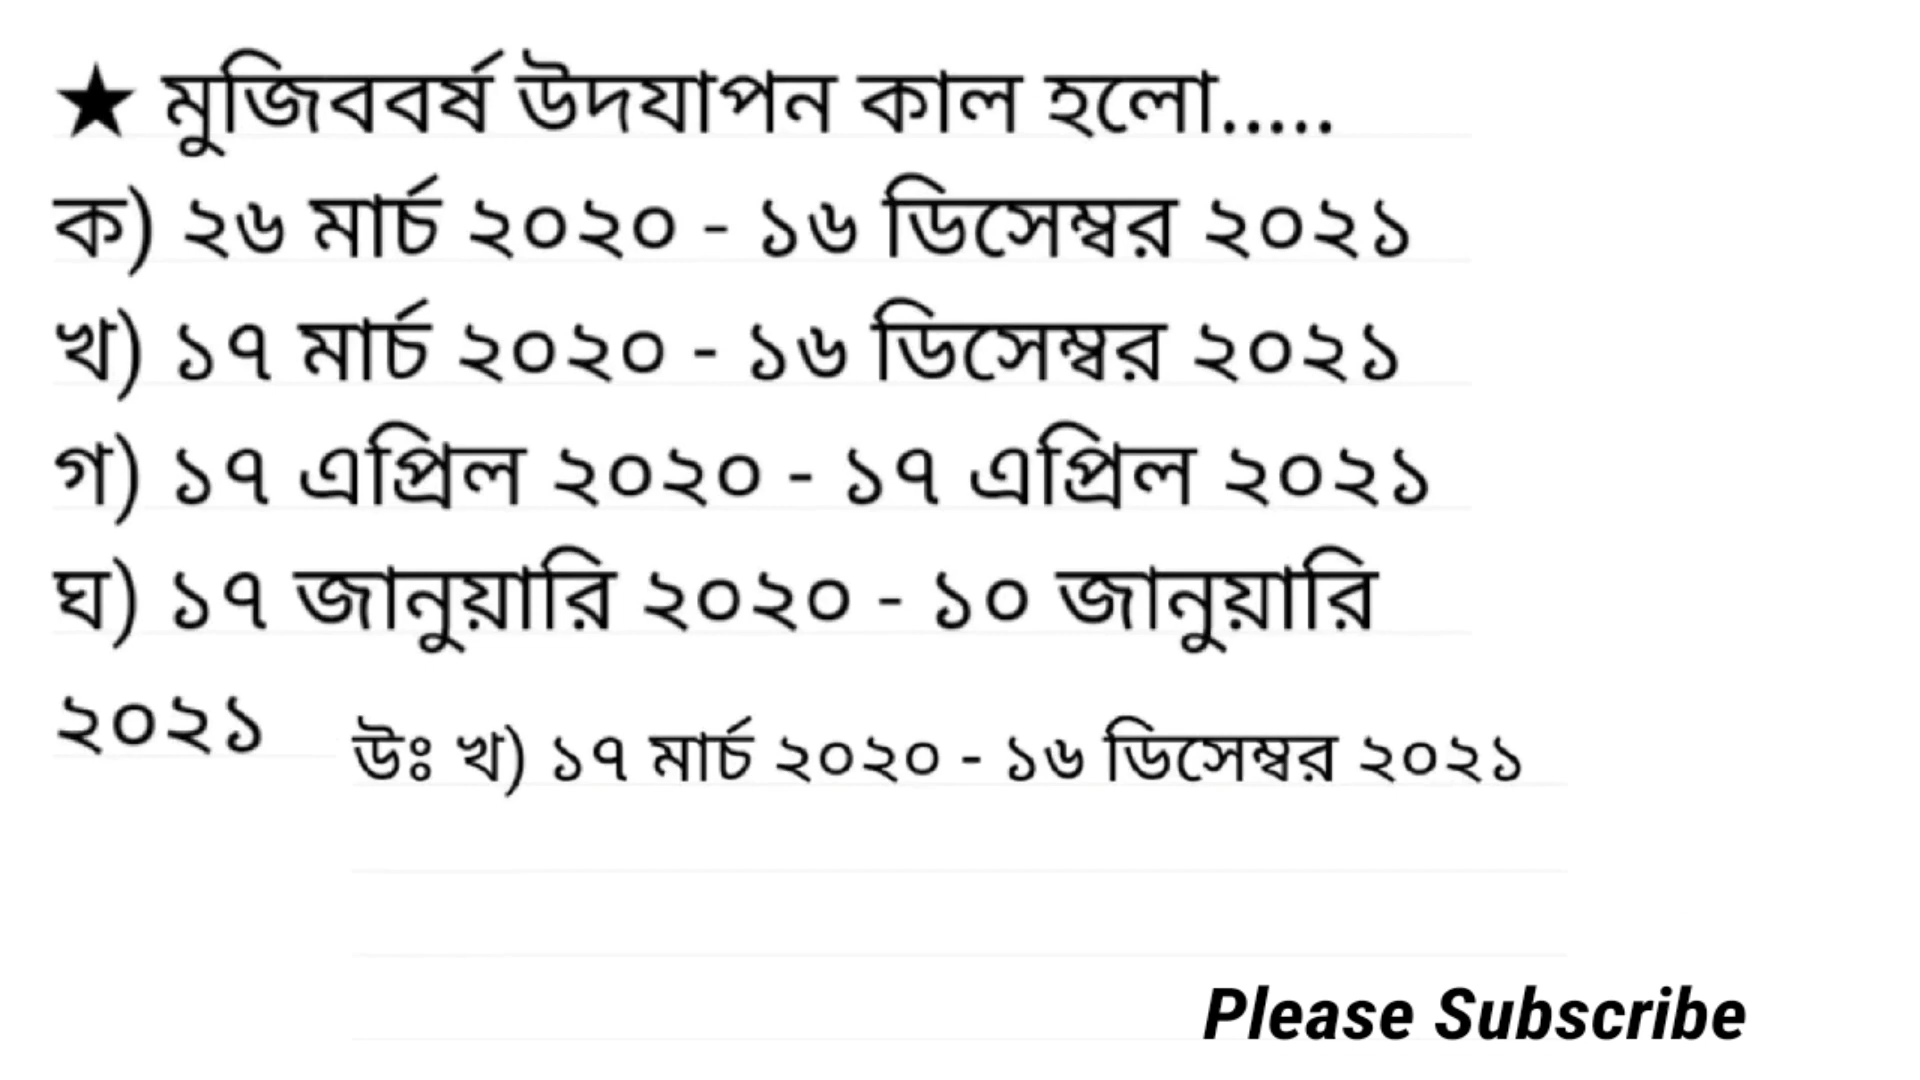 ★ মুজিববর্ষ উদযাপন কাল হলো.....
ক) ২৬ মার্চ ২০২০ - ১৬ ডিসেম্বর ২০২১
খ) ১৭ মার্চ ২০২০ - ১৬ ডিসেম্বর ২০২১
গ) ১৭ এপ্রিল ২০২০ - ১৭ এপ্রিল ২০২১
ঘ) ১৭ জানুয়ারি ২০২০ - ১০ জানুয়ারি
২০২১
উঃ খ) ১৭ মার্চ ২০২০ - ১৬ ডিসেম্বর ২০২১
Please Subscribe